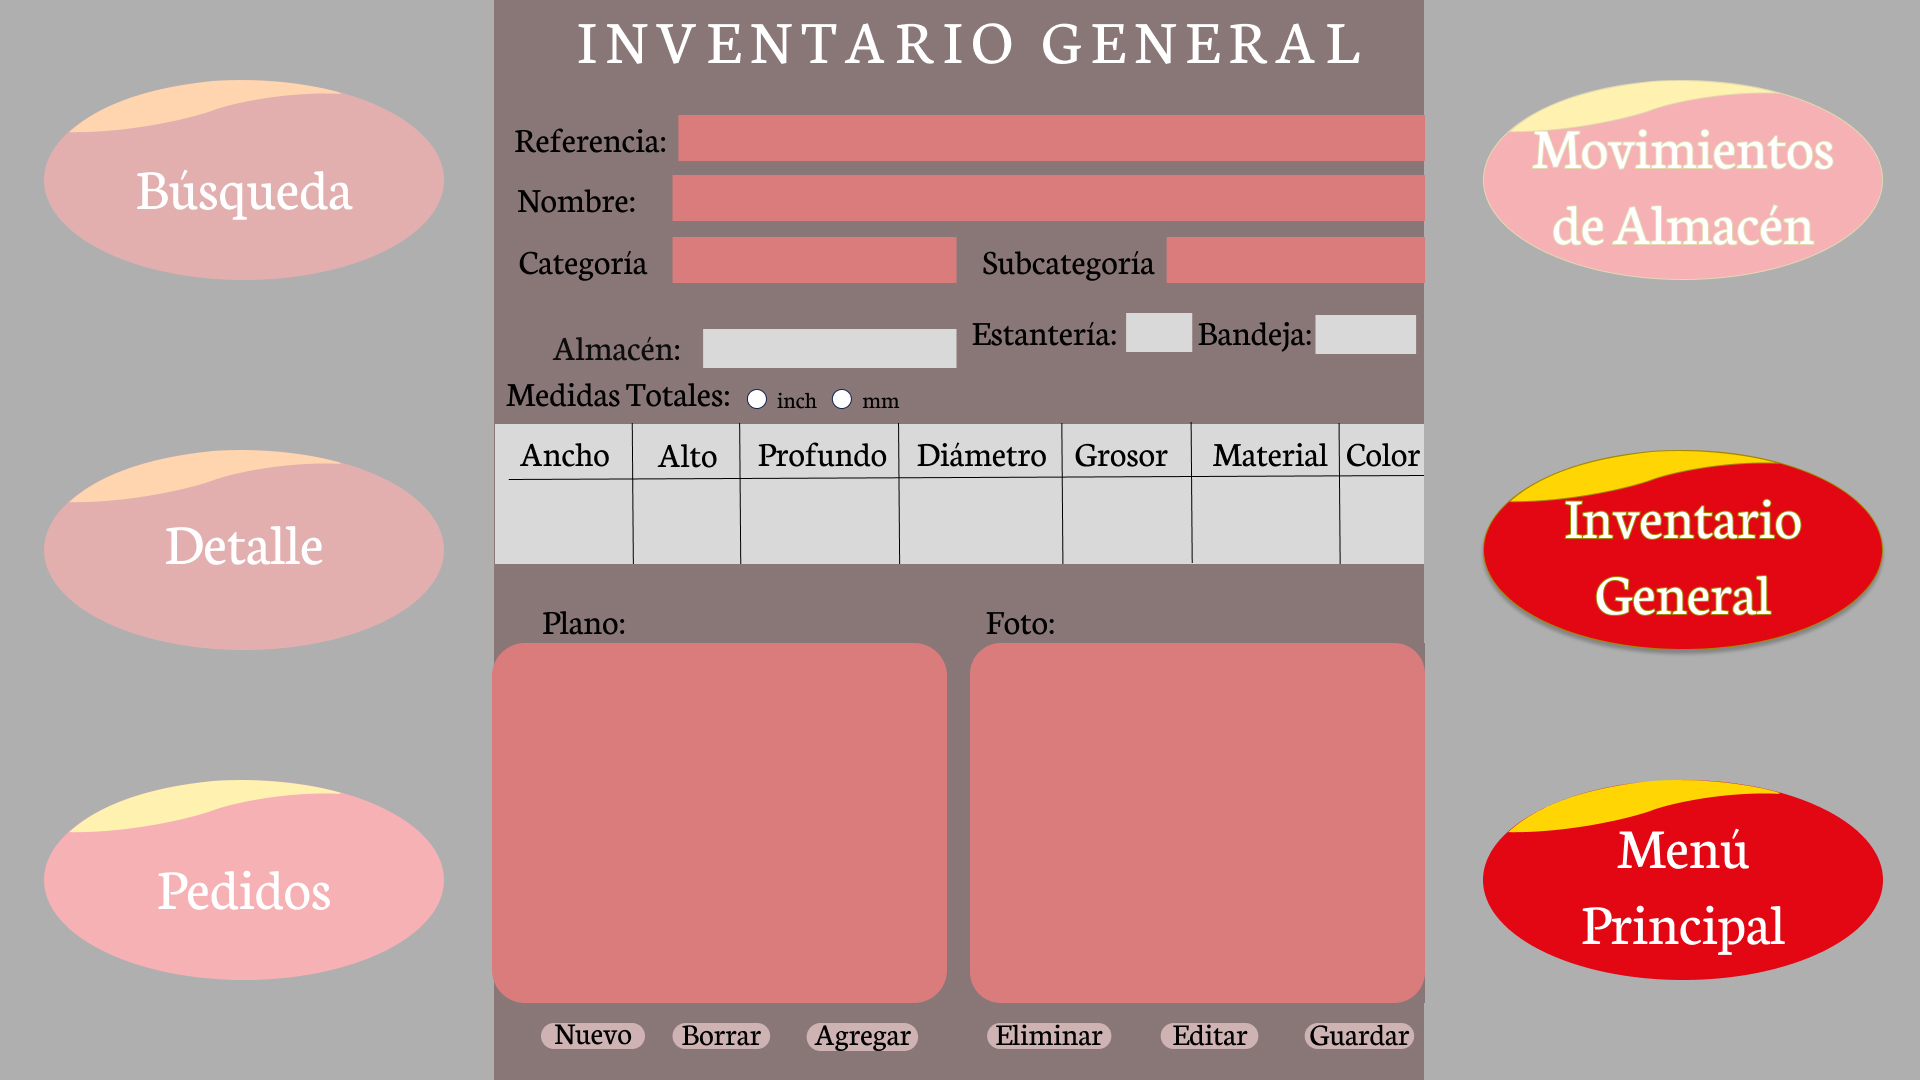 INVENTARIO GENERAL
Búsqueda
Detalle
Pedidos
Referencia:
Nombre:
Categoría Subcategoría
Almacén: Estantería: Bandeja:
Medidas Totales: inch mm
Ancho Alto Profundo Diámetro Grosor Material Color
Plano: Foto:
Nuevo Borrar Agregar Eliminar Editar Guardar
Movimientos
de Almacén
Inventario
General
Menú
Principal